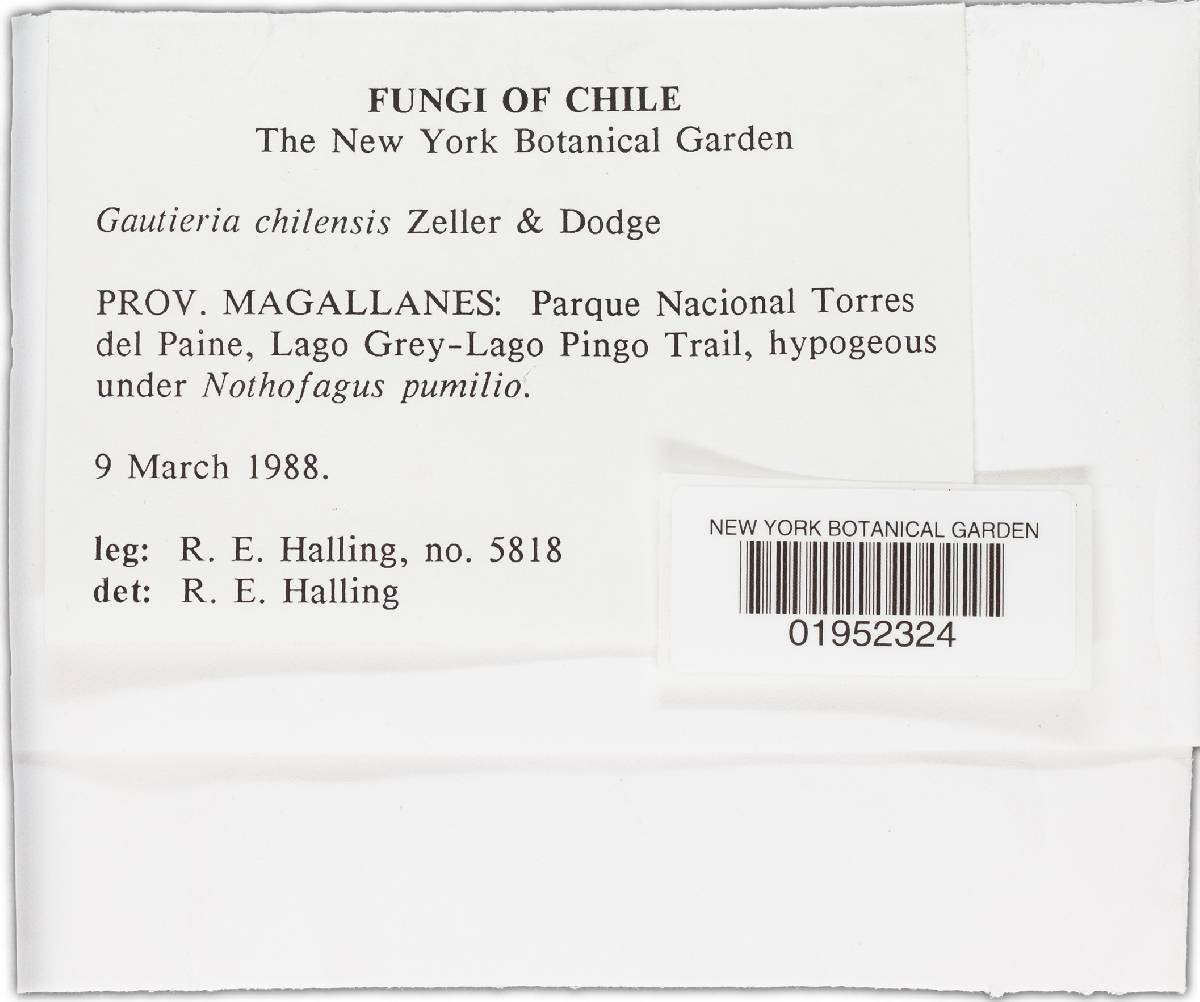 FUNGI OF CHILE
The New York Botanical Garden
Gautieria chilensis Zeller & Dodge
PROV. MAGALLANES: Parque Nacional Torres
del Paine, Lago Grey-Lago Pingo Trail, hypogeous
under Nothofagus pumilio.
9 March 1988.
leg: R. E. Halling, no. 5818
det: R. E. Halling
NEW YORK BOTANICAL GARDEN
01952324